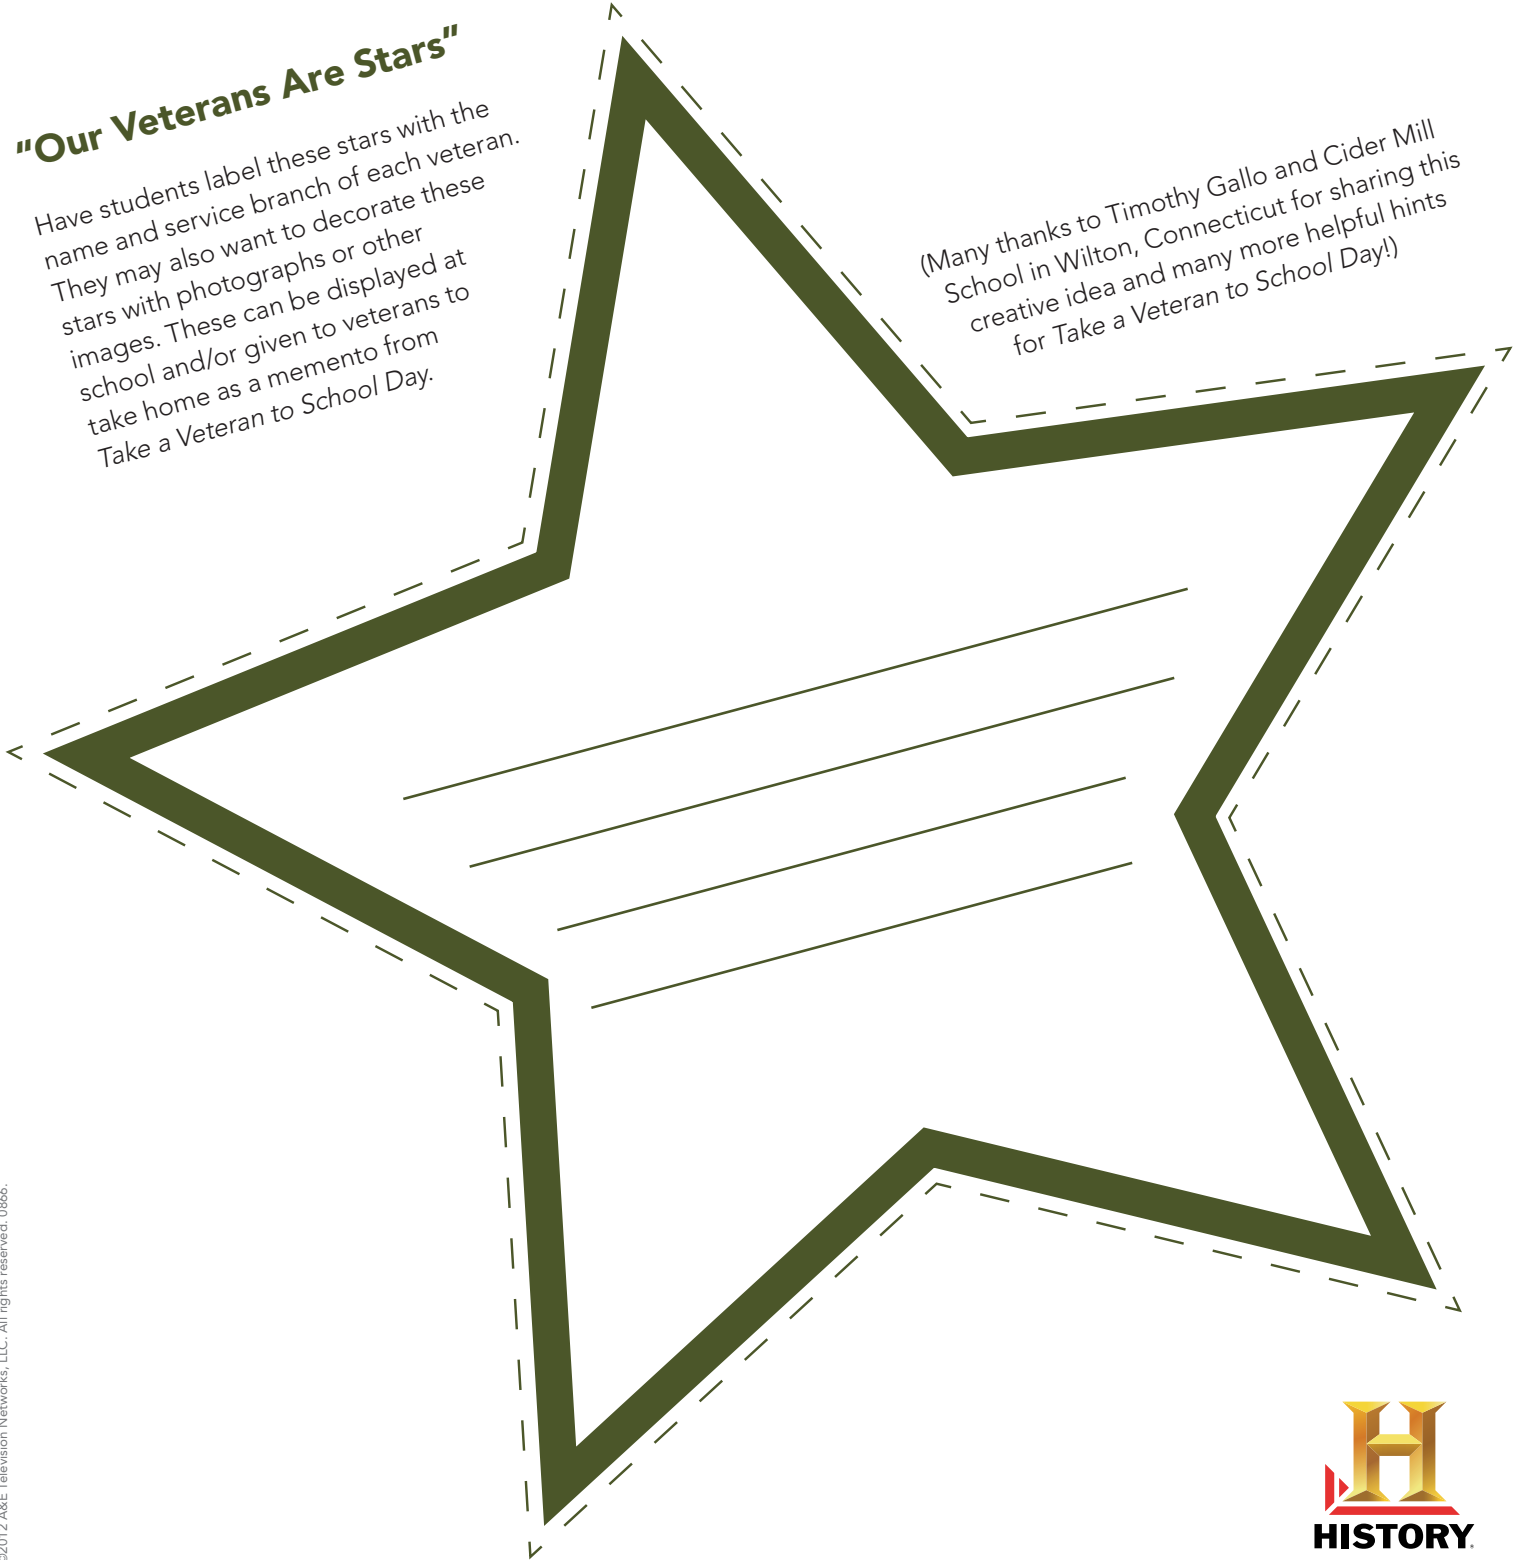 "Our Veterans Are Stars"
Have students label these stars with the
name and service branch of each veteran.
They may also want to decorate these
stars with photographs or other
images. These can be displayed at
school and/or given to veterans to
take home as a memento from
Take a Veteran to School Day.
(Many thanks to Timothy Gallo and Cider Mill
School in Wilton, Connecticut for sharing this
creative idea and many more helpful hints
for Take a Veteran to School Day!)
©2012 A&E Television Networks, LLC. All rights reserved. 0866.
H
HISTORY.